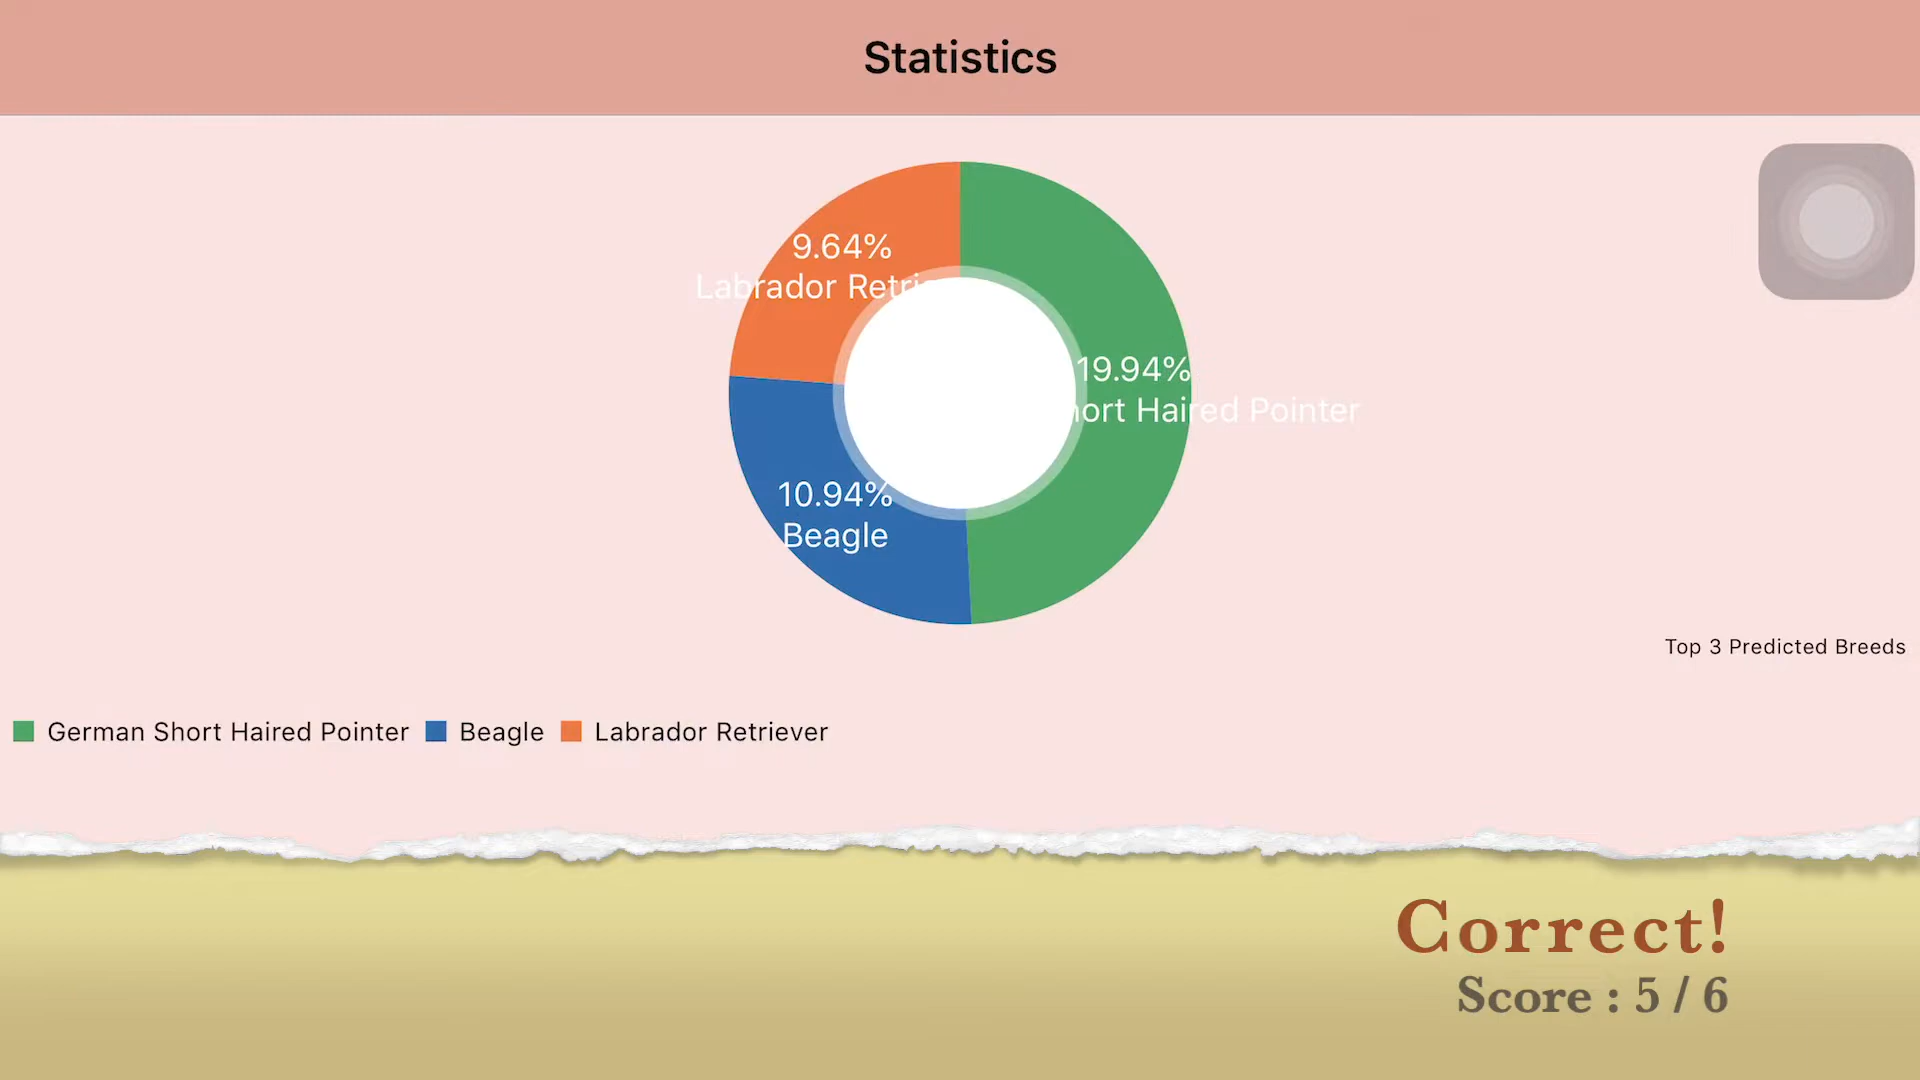 Statistics
9.64%
Labrador Retri
19.94%
hort Haired Pointer
10.94%
Beagle
Top 3 Predicted Breeds
German Short Haired Pointer Beagle Labrador Retriever
Correct!
Score : 5 / 6